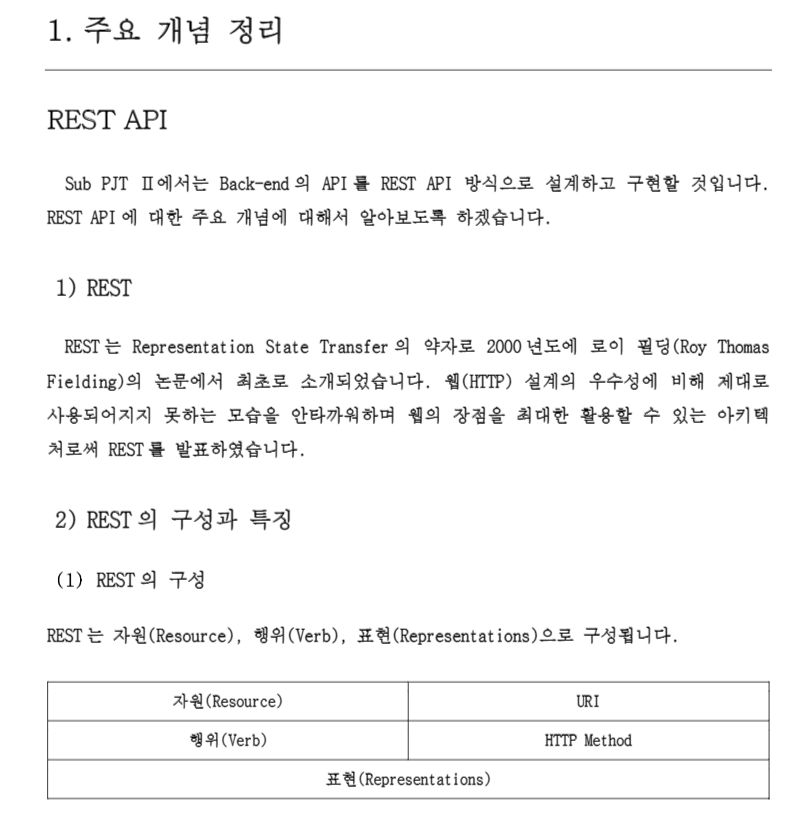 1. 주요 개념 정리
REST API
Sub PJT Ⅱ에서는 Back-end의 API를 REST API 방식으로 설계하고 구현할 것입니다.
REST API에 대한 주요 개념에 대해서 알아보도록 하겠습니다.
1) REST
REST는 Representation State Transfer의 약자로 2000년도에 로이 필딩(Roy Thomas
Fielding)의 논문에서 최초로 소개되었습니다. 웹(HTTP) 설계의 우수성에 비해 제대로
사용되어지지 못하는 모습을 안타까워하며 웹의 장점을 최대한 활용할 수 있는 아키텍
처로써 REST를 발표하였습니다.
2) REST의 구성과 특징
(1) REST의 구성
REST는 자원(Resource), 행위(Verb), 표현(Representations)으로 구성됩니다.
자원(Resource) URI
행위(Verb) HTTP Method
표현(Representations)